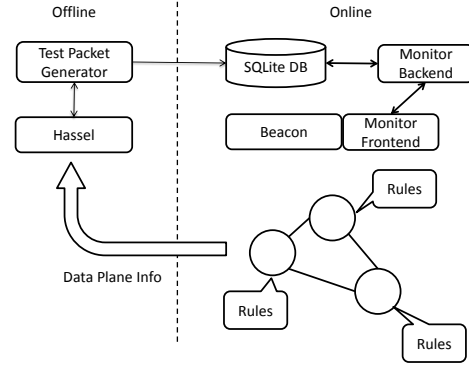 Offline
Online
Test Packet
Generator
SQLite DB
Monitor
Backend
Hassel
Beacon
Monitor
Frontend
Rules
Data Plane Info
Rules
Rules